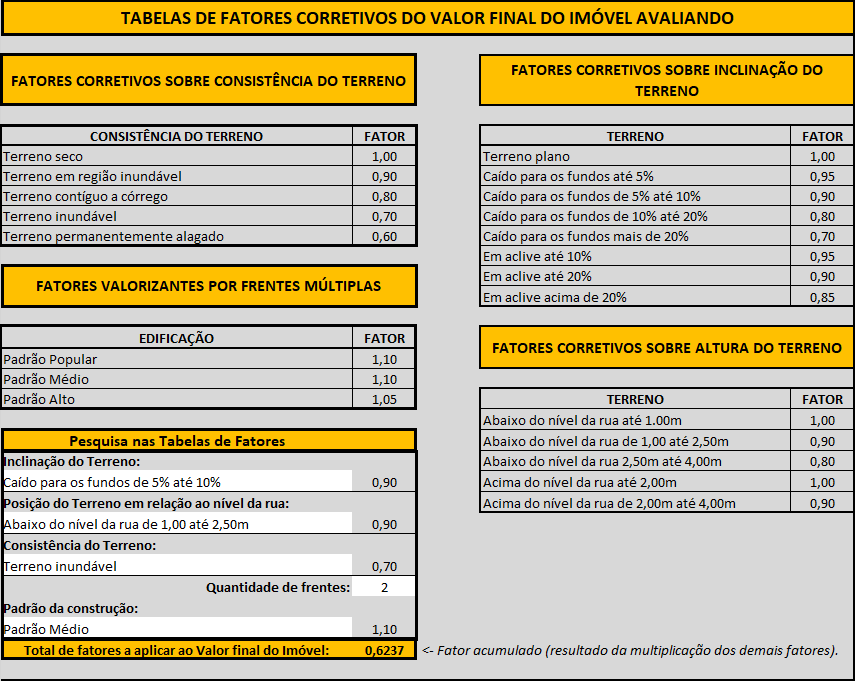 TABELAS DE FATORES CORRETIVOS DO VALOR FINAL DO IMÓVEL AVALIANDO
FATORES CORRETIVOS SOBRE CONSISTÊNCIA DO TERRENO
CONSISTÊNCIA DO TERRENO FATOR
Terreno seco 1,00
Terreno em região inundável 0,90
Terreno contíguo a córrego 0,80
Terreno inundável 0,70
Terreno permanentemente alagado 0,60
FATORES VALORIZANTES POR FRENTES MÚLTIPLAS
EDIFICAÇÃO FATOR
Padrão Popular 1,10
Padrão Médio 1,10
Padrão Alto 1,05
Pesquisa nas Tabelas de Fatores
Inclinação do Terreno:
Caído para os fundos de 5% até 10% 0,90
Posição do Terreno em relação ao nível da rua:
Abaixo do nível da rua de 1,00 até 2,50m 0,90
Consistência do Terreno:
Terreno inundável 0,70
Quantidade de frentes: 2
Padrão da construção:
Padrão Médio 1,10
Total de fatores a aplicar ao Valor final do Imóvel: 0,6237
<- Fator acumulado (resultado da multiplicação dos demais fatores).
FATORES CORRETIVOS SOBRE INCLINAÇÃO DO
TERRENO
TERRENO FATOR
Terreno plano 1,00
Caído para os fundos até 5% 0,95
Caído para os fundos de 5% até 10% 0,90
Caído para os fundos de 10% até 20% 0,80
Caído para os fundos mais de 20% 0,70
Em aclive até 10% 0,95
Em aclive até 20% 0,90
Em aclive acima de 20% 0,85
FATORES CORRETIVOS SOBRE ALTURA DO TERRENO
TERRENO FATOR
Abaixo do nível da rua até 1.00m 1,00
Abaixo do nível da rua de 1,00 até 2,50m 0,90
Abaixo do nível da rua 2,50m até 4,00m 0,80
Acima do nível da rua até 2,00m 1,00
Acima do nível da rua de 2,00m até 4,00m 0,90